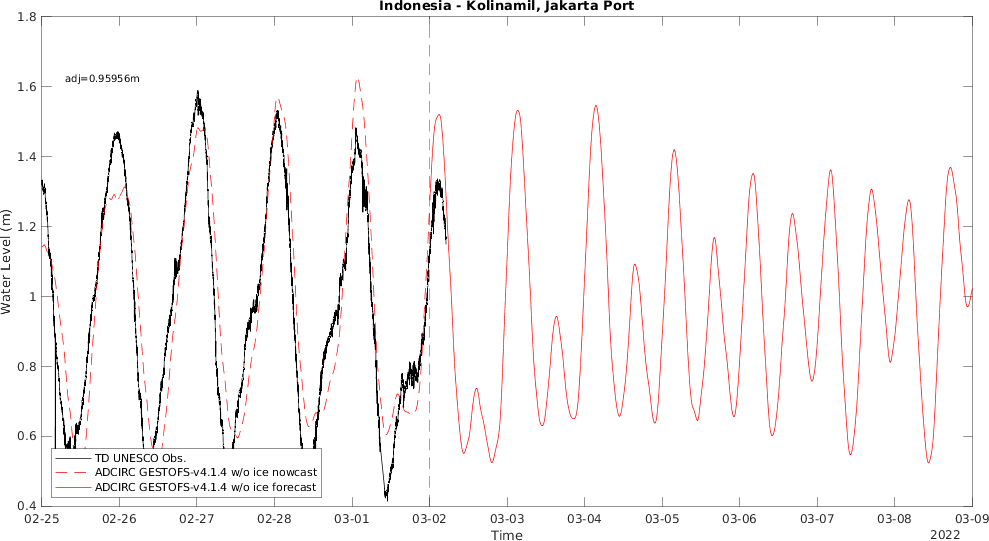 Indonesia - Kolinamil, Jakarta Port
1.8
1.6
1.4
1.2
1
0.8
0.6
0.4
Water Level (m)
adj=0.95956m
TD UNESCO Obs.
ADCIRC GESTOFS-v4.1.4 w/o ice nowcast
ADCIRC GESTOFS-v4.1.4 w/o ice forecast
02-25 02-26 02-27 02-28 03-01 03-02 03-03 03-04 03-05 03-06 03-07 03-08 03-09
Time
2022